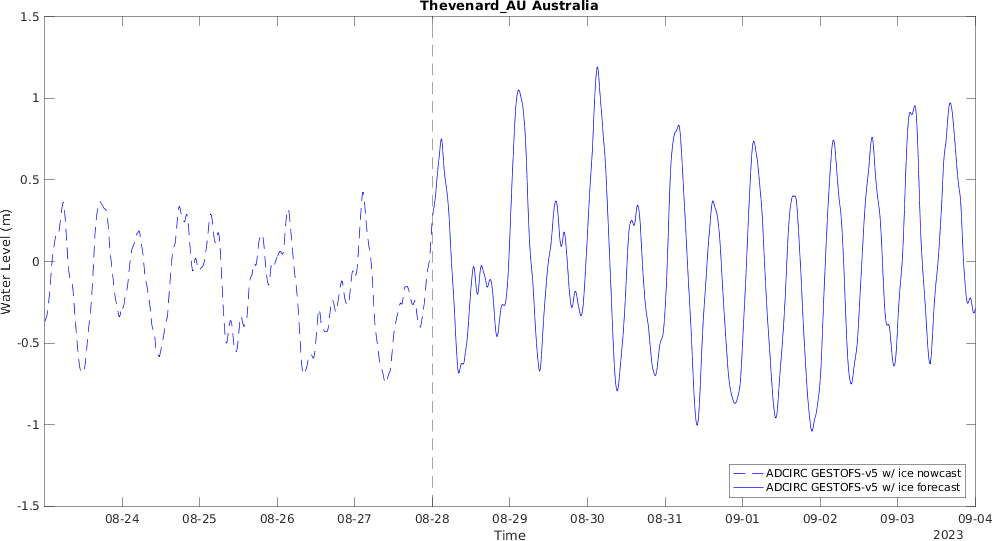 Thevenard_AU Australia
1.5
1
0.5
0
-0.5
-1
-1.5
Water Level (m)
08-24 08-25 08-26 08-27 08-28 08-29 08-30 08-31 09-01 09-02 09-03 09-04
Time
2023
ADCIRC GESTOFS-v5 w/ ice nowcast
ADCIRC GESTOFS-v5 w/ ice forecast